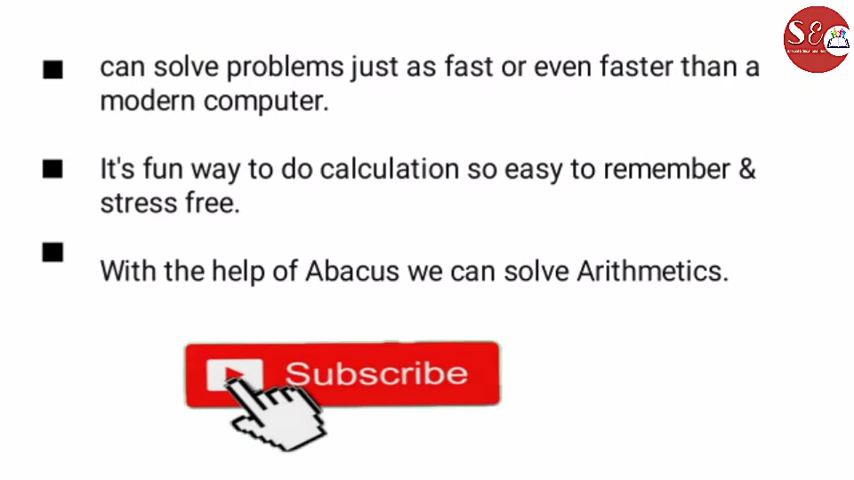 can solve problems just as fast or even faster than a
modern computer.
It's fun way to do calculation so easy to remember &
stress free.
With the help of Abacus we can solve Arithmetics.
Subscribe
SEC